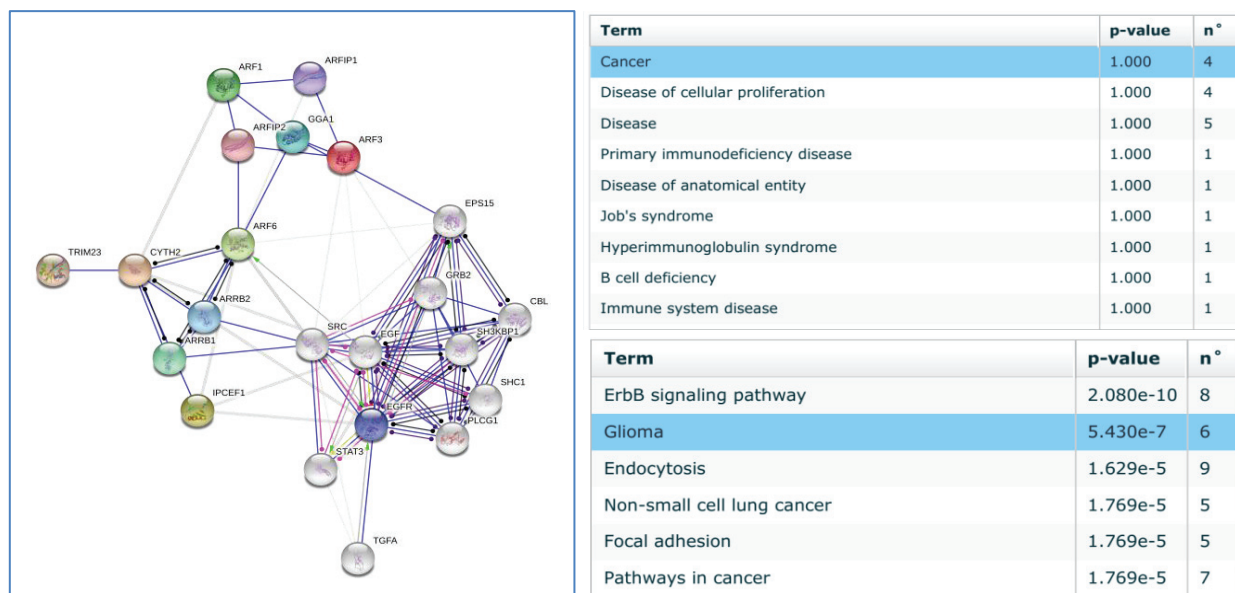 ARF1
ARFIP1
ARFIP2
GGA1
ARF3
EPS15
ARF6
TRIM23
CYTH2
GRB2
ARRB2
CBL
SRC
EGF
SH3KBP1
ARRB1
SHC1
IPCEF1
EGFR
PLCG1
STAT3
TGFA
Term p-value n°
Cancer 1.000 4
Disease of cellular proliferation 1.000 4
Disease 1.000 5
Primary immunodeficiency disease 1.000 1
Disease of anatomical entity 1.000 1
Job's syndrome 1.000 1
Hyperimmunoglobulin syndrome 1.000 1
B cell deficiency 1.000 1
Immune system disease 1.000 1
Term p-value n°
ErbB signaling pathway 2.080e-10 8
Glioma 5.430e-7 6
Endocytosis 1.629e-5 9
Non-small cell lung cancer 1.769e-5 5
Focal adhesion 1.769e-5 5
Pathways in cancer 1.769e-5 7